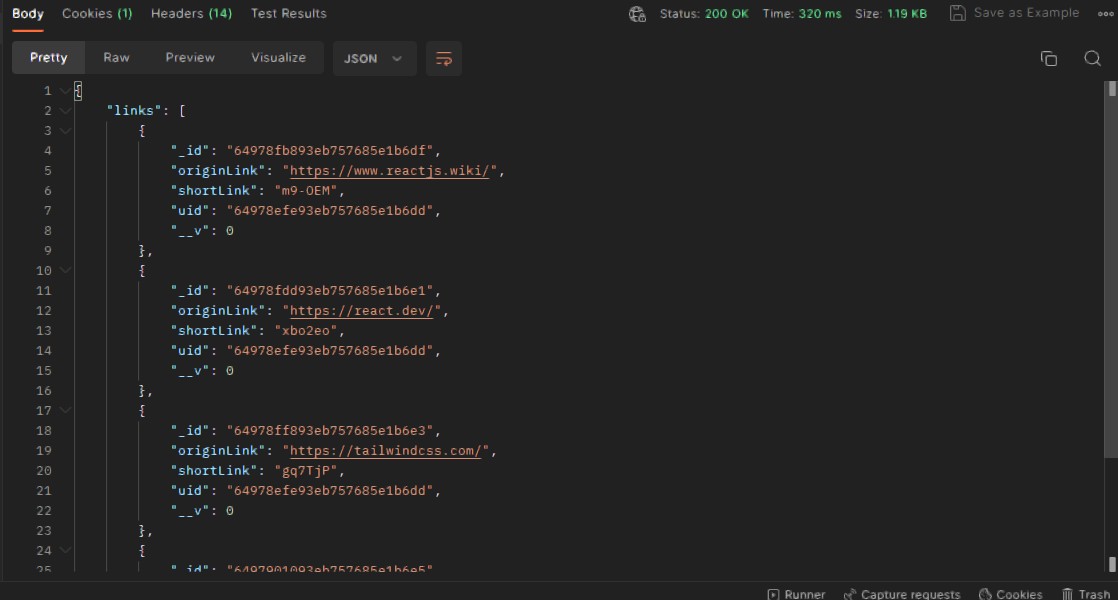 Body Cookies (1) Headers (14) Test Results Status: 200 OK Time: 320 ms Size: 1.19 KB Save as Example
Pretty Raw Preview Visualize JSON
1 {
2 "links": [
3 {
4 "_id": "64978fb893eb757685e1b6df",
5 "originLink": "https://www.reactjs.wiki/",
6 "shortLink": "m9-OEM",
7 "uid": "64978efe93eb757685e1b6dd",
8 "__v": 0
9 },
10 {
11 "_id": "64978fdd93eb757685e1b6e1",
12 "originLink": "https://react.dev/",
13 "shortLink": "xbo2eo",
14 "uid": "64978efe93eb757685e1b6dd",
15 "__v": 0
16 },
17 {
18 "_id": "64978ff893eb757685e1b6e3",
19 "originLink": "https://tailwindcss.com/",
20 "shortLink": "gq7TjP",
21 "uid": "64978efe93eb757685e1b6dd",
22 "__v": 0
23 },
24 {
25 "_id": "6497901093eb757685e1b6e5"
Runner Capture requests Cookies Trash